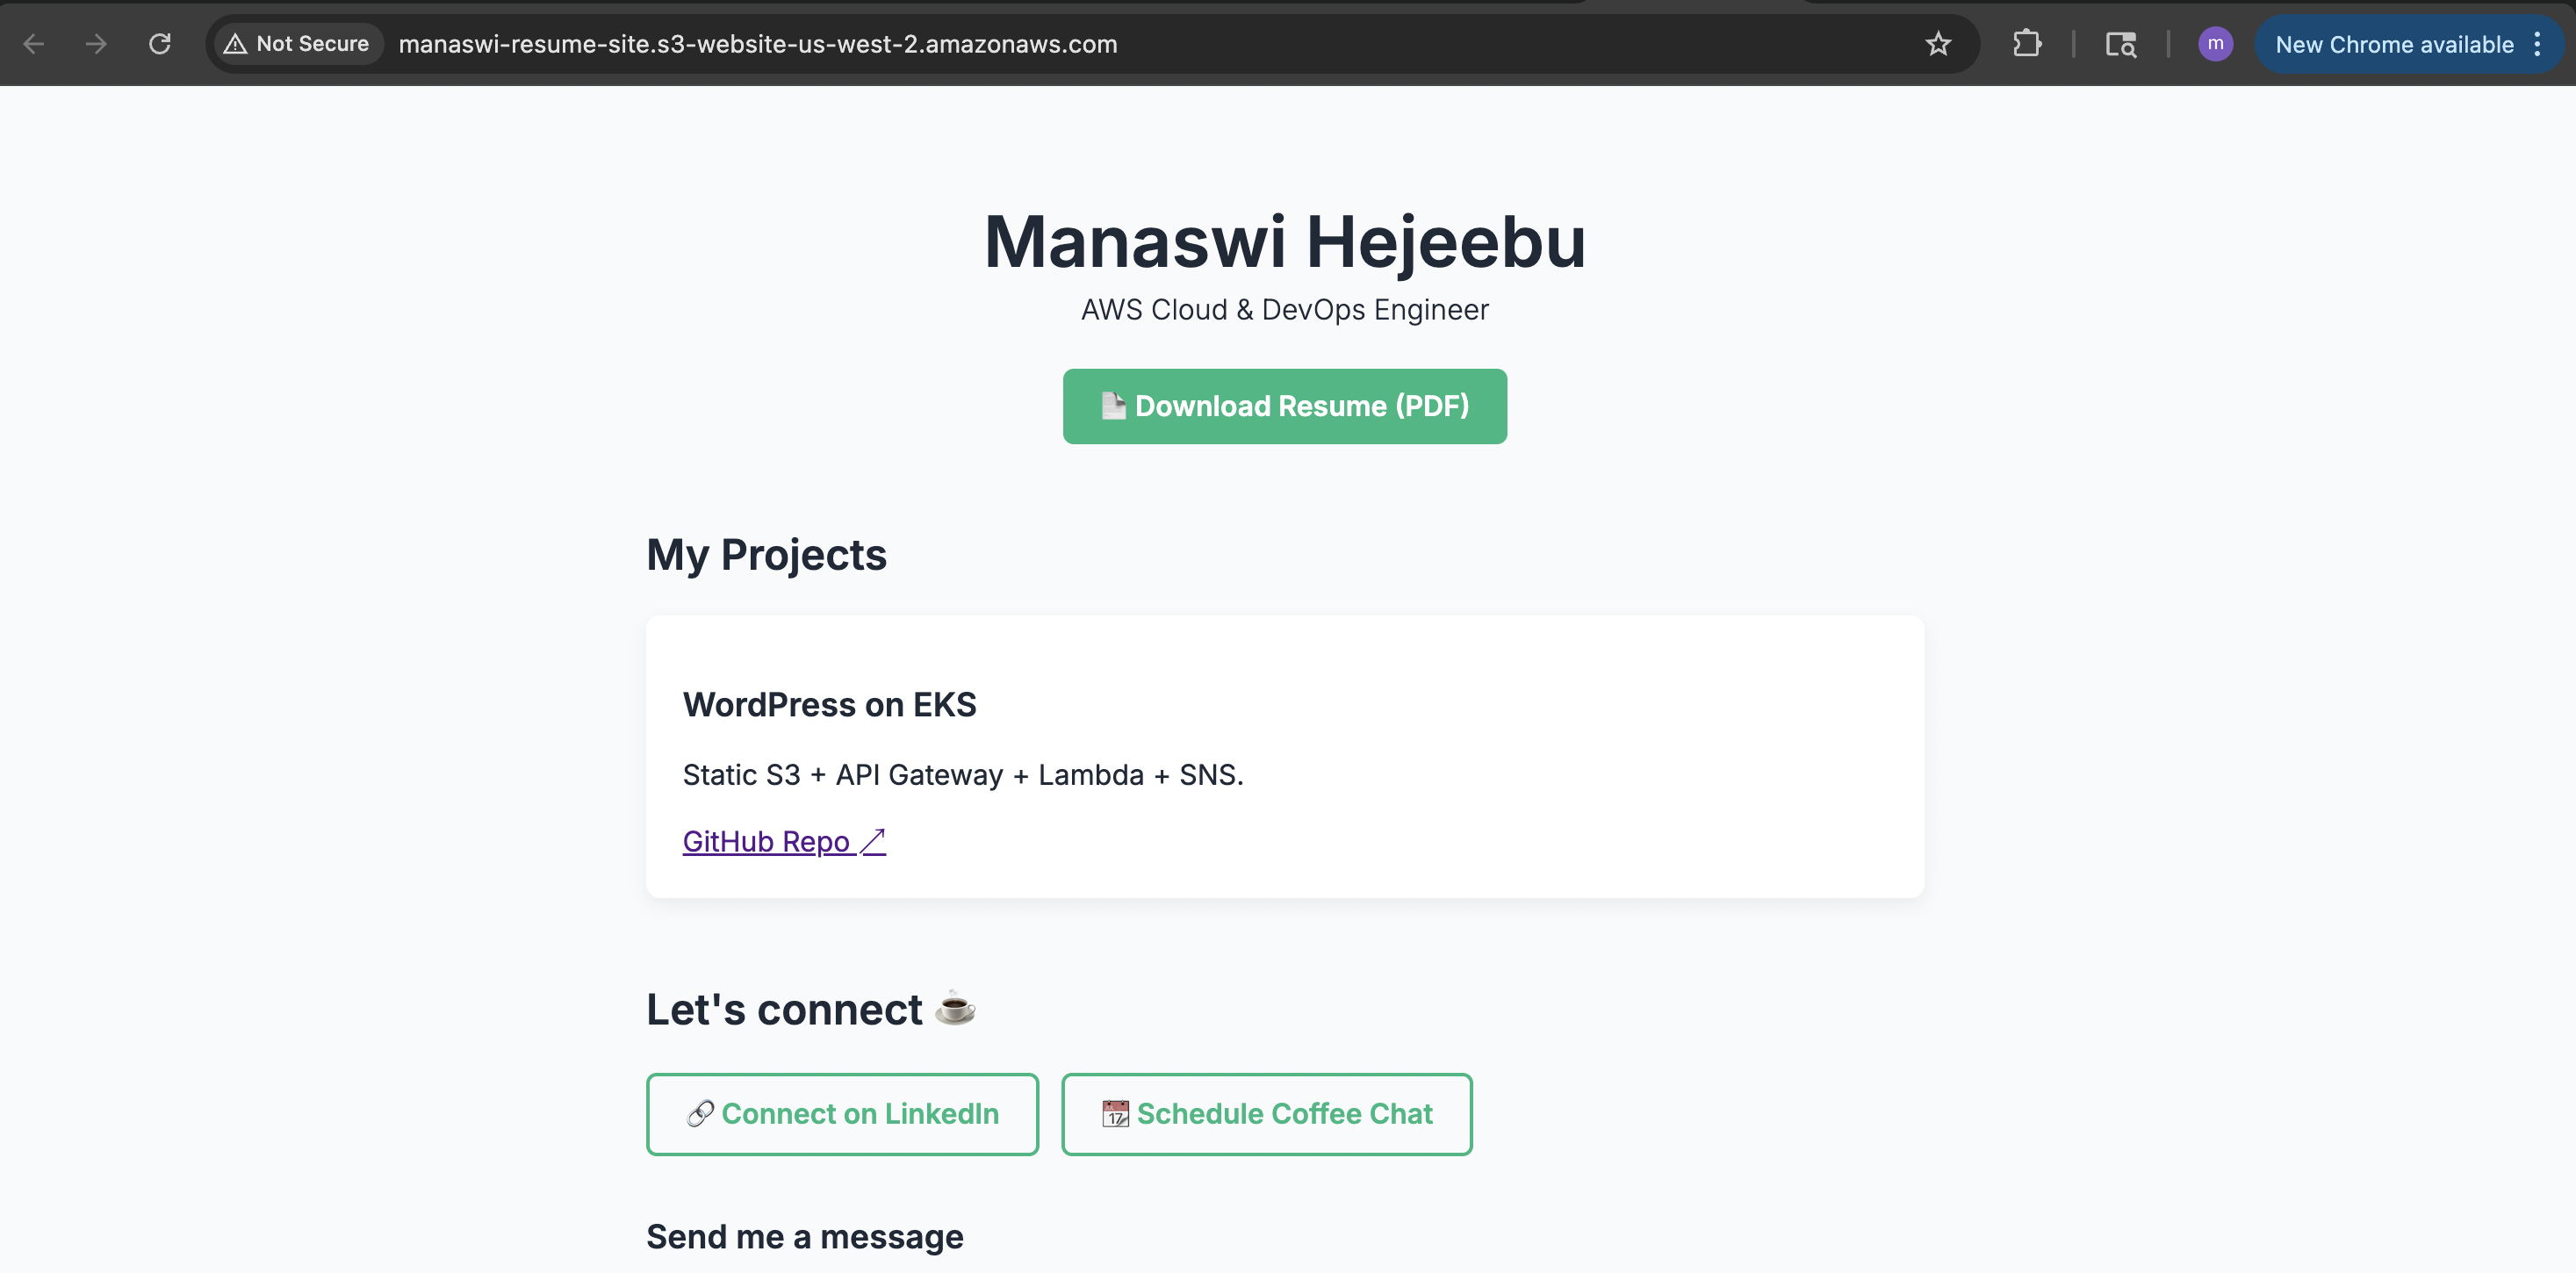 Not Secure manaswi-resume-site.s3-website-us-west-2.amazonaws.com m New Chrome available
Manaswi Hejeebu
AWS Cloud & DevOps Engineer
📄 Download Resume (PDF)
My Projects
WordPress on EKS
Static S3 + API Gateway + Lambda + SNS.
GitHub Repo ↗
Let's connect ☕
🔗 Connect on LinkedIn 📆 Schedule Coffee Chat
Send me a message